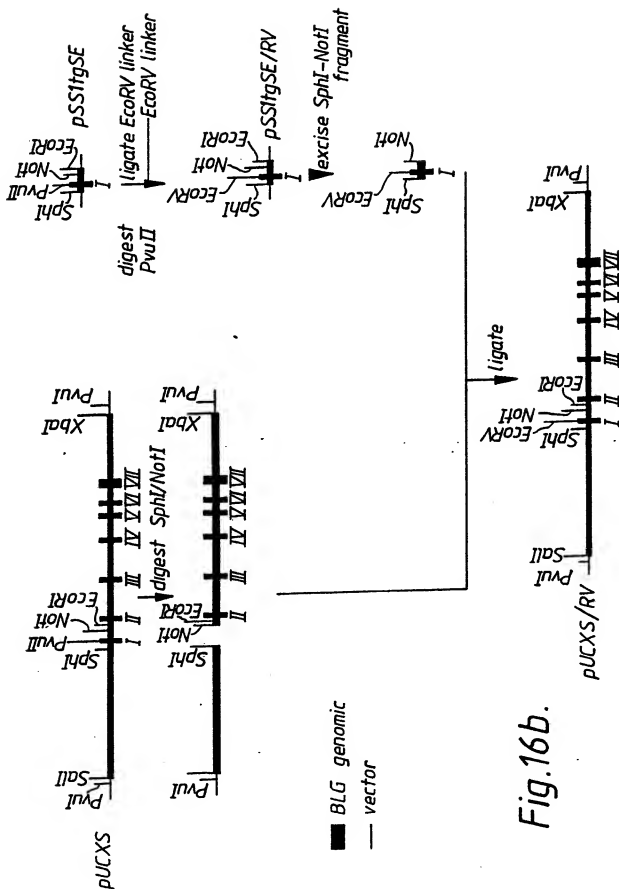 pUCXS
PvuI
SalI
SphI
PvuII
NotI
EcoRI
XbaI
PvuI
I
II
III
IV
V
VI
VII
digest SphI/NotI
PvuI
SphI
NotI
EcoRI
XbaI
PvuI
II
III
IV
V
VI
VII
pSS1tgSE
SphI
PvuII
NotI
EcoRI
I
digest
PvuII
ligate EcoRV linker
EcoRV linker
pSS1tgSE/RV
SphI
EcoRV
NotI
EcoRI
I
excise SphI-NotI
fragment
SphI
EcoRV
NotI
I
ligate
BLG genomic
vector
pUCXS/RV
PvuI
SalI
SphI
EcoRV
NotI
EcoRI
XbaI
PvuI
I
II
III
IV
V
VI
VII
Fig.16b.